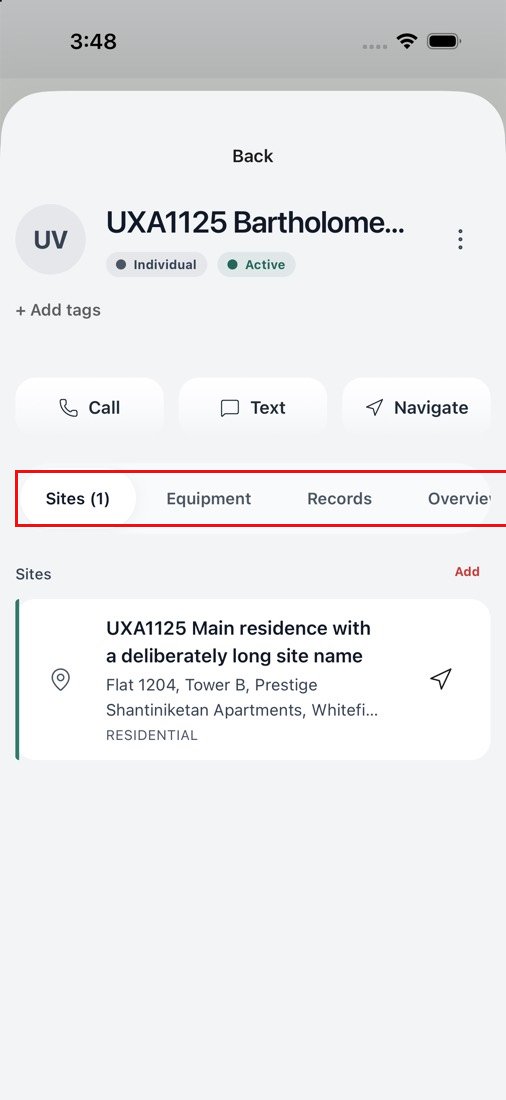 3:48
Back
UV
UXA1125 Bartholome...
Individual
Active
+ Add tags
Call
Text
Navigate
Sites (1)
Equipment
Records
Overvie
Sites
Add
UXA1125 Main residence with
a deliberately long site name
Flat 1204, Tower B, Prestige
Shantiniketan Apartments, Whitefi...
RESIDENTIAL